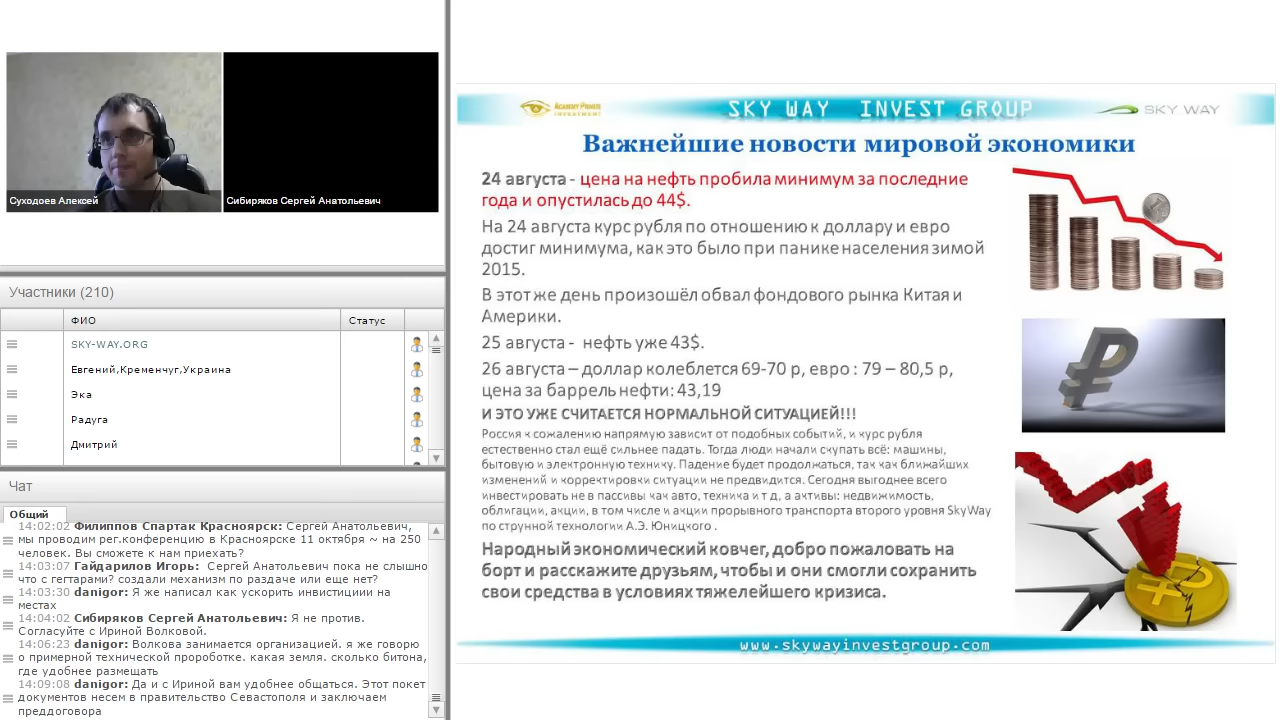 Суходоев Алексей
Сибиряков Сергей Анатольевич
Участники (210)
ФИО
Статус
SKY-WAY.ORG
Евгений,Кременчуг,Украина
Эка
Радуга
Дмитрий
Чат
Общий
14:02:02 Филиппов Спартак Красноярск: Сергей Анатольевич,
мы проводим рег.конференцию в Красноярске 11 октября ~ на 250
человек. Вы сможете к нам приехать?
14:03:07 Гайдарилов Игорь: Сергей Анатольевич пока не слышно
что с геттарами? создали механизм по раздаче или еще нет?
14:03:30 danigor: Я же написал как ускорить инвестициии на
местах
14:04:02 Сибиряков Сергей Анатольевич: Я не против.
Согласуйте с Ириной Волковой.
14:06:23 danigor: Волкова занимается организацией. я же говорю
о примерной технической пророботке. какая земля. сколько битона,
где удобнее размещать
14:09:08 danigor: Да и с Ириной вам удобнее общаться. Этот покет
документов несем в правительство Севастополя и заключаем
преддоговора
ACADEMY PRIVATE
INVESTMENT
SKY WAY INVEST GROUP
SKY WAY
Важнейшие новости мировой экономики
24 августа - цена на нефть пробила минимум за последние
года и опустилась до 44$.
На 24 августа курс рубля по отношению к доллару и евро
достиг минимума, как это было при панике населения зимой
2015.
В этот же день произошёл обвал фондового рынка Китая и
Америки.
25 августа - нефть уже 43$.
26 августа – доллар колеблется 69-70 р, евро : 79 – 80,5 р,
цена за баррель нефти: 43,19
И ЭТО УЖЕ СЧИТАЕТСЯ НОРМАЛЬНОЙ СИТУАЦИЕЙ!!!
Россия к сожалению напрямую зависит от подобных событий, и курс рубля
естественно стал ещё сильнее падать. Тогда люди начали скупать всё: машины,
бытовую и электронную технику. Падение будет продолжаться, так как ближайших
изменений и корректировки ситуации не предвидится. Сегодня выгоднее всего
инвестировать не в пассивы как авто, техника и т д, а активы: недвижимость,
облигации, акции, в том числе и акции прорывного транспорта второго уровня SkyWay
по струнной технологии А.Э. Юницкого .
Народный экономический ковчег, добро пожаловать на
борт и расскажите друзьям, чтобы и они смогли сохранить
свои средства в условиях тяжелейшего кризиса.
www.skywayinvestgroup.com